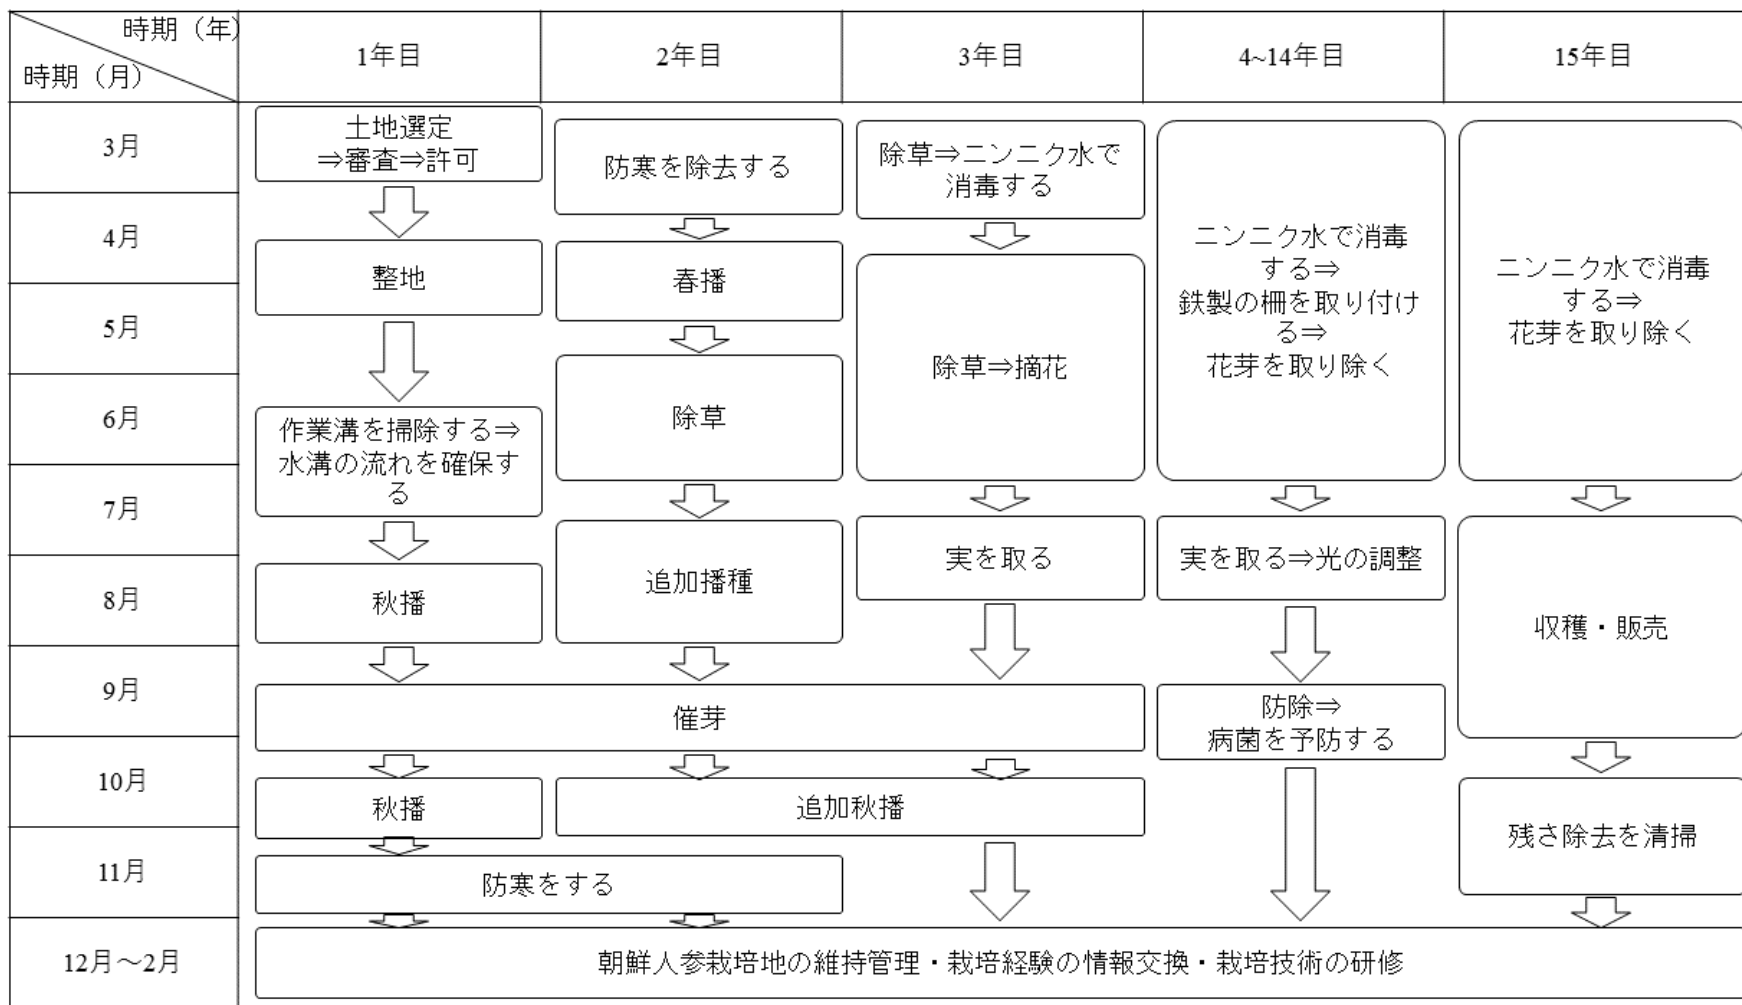 時期（年）
時期（月）
1年目
2年目
3年目
4~14年目
15年目
3月
土地選定
⇒審査⇒許可
防寒を除去する
除草⇒ニンニク水で
消毒する
ニンニク水で消毒
する⇒
鉄製の柵を取り付け
る⇒
花芽を取り除く
ニンニク水で消毒
する⇒
花芽を取り除く
4月
整地
春播
5月
除草⇒摘花
6月
作業溝を掃除する⇒
水溝の流れを確保す
る
除草
7月
実を取る
実を取る⇒光の調整
8月
秋播
追加播種
収穫・販売
9月
催芽
防除⇒
病菌を予防する
10月
秋播
追加秋播
残さ除去を清掃
11月
防寒をする
12月～2月
朝鮮人参栽培地の維持管理・栽培経験の情報交換・栽培技術の研修